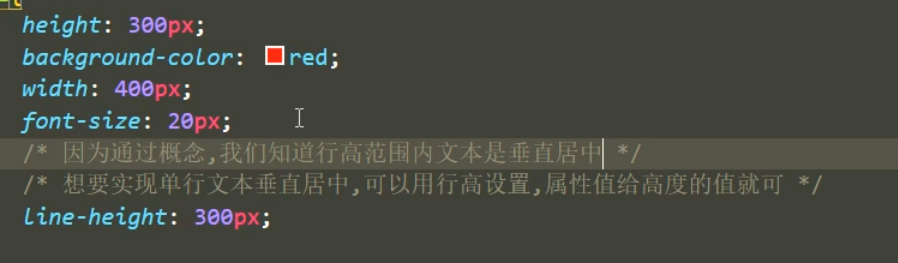 height: 300px;
background-color: red;
width: 400px;
font-size: 20px;
/* 因为通过概念,我们知道行高范围内文本是垂直居中 */
/* 想要实现单行文本垂直居中,可以用行高设置,属性值给高度的值就可 */
line-height: 300px;